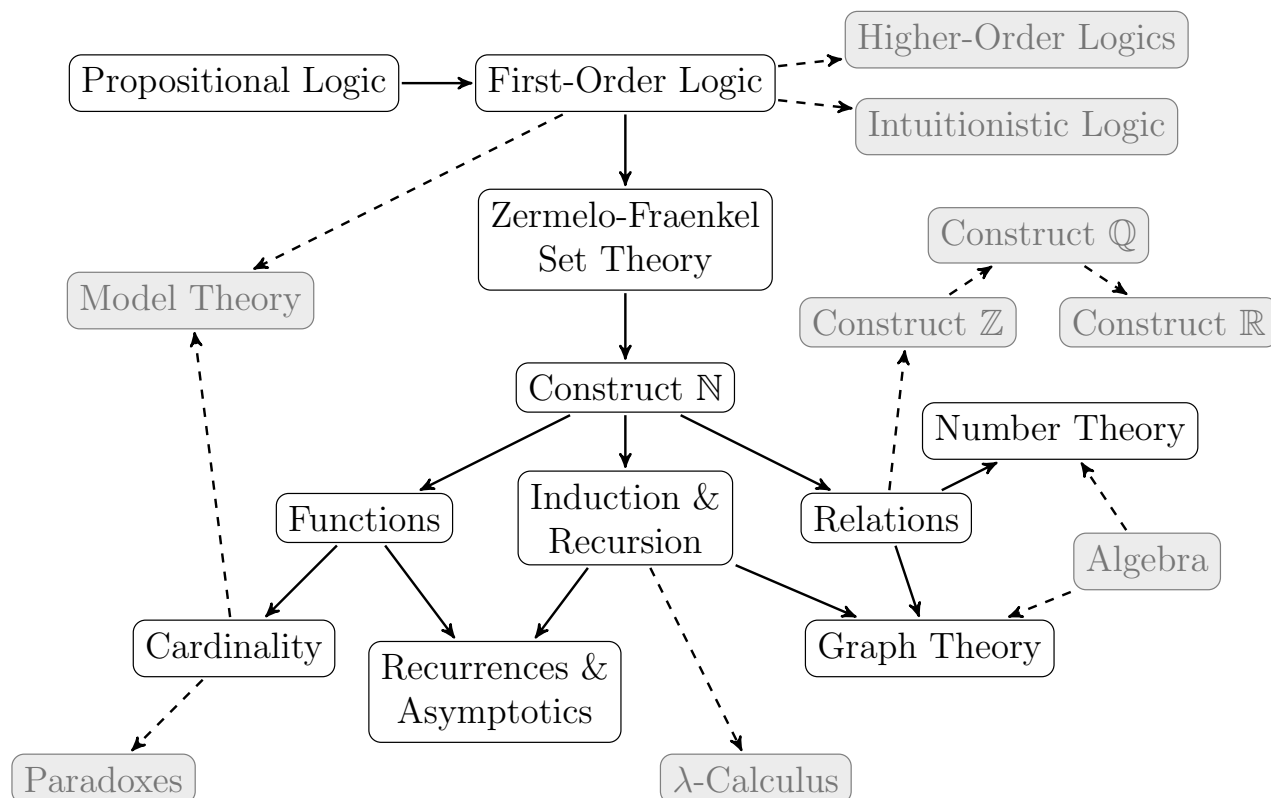 Higher-Order Logics
Propositional Logic
First-Order Logic
Intuitionistic Logic
Zermelo-Fraenkel
Set Theory
Construct ℚ
Model Theory
Construct ℤ
Construct ℝ
Construct ℕ
Number Theory
Functions
Induction &
Recursion
Relations
Algebra
Cardinality
Recurrences &
Asymptotics
Graph Theory
Paradoxes
λ-Calculus